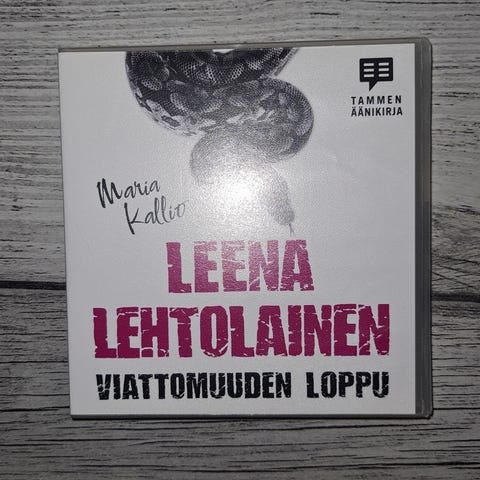 TAMMEN
ÄÄNIKIRJA
Maria
Kallio
LEENA
LEHTOLAINEN
VIATTOMUUDEN LOPPU